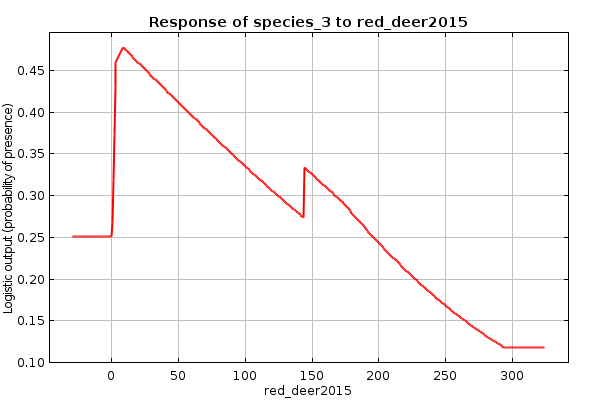 Response of species_3 to red_deer2015
Logistic output (probability of presence)
0.45
0.40
0.35
0.30
0.25
0.20
0.15
0.10
0 50 100 150 200 250 300
red_deer2015